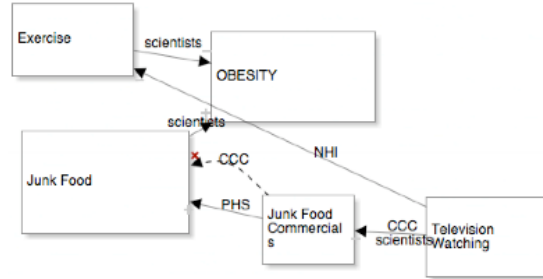 Exercise
scientists
OBESITY
scientists
NHI
CCC
Junk Food
PHS
Junk Food
Commercial
s
CCC
scientists
Television
Watching